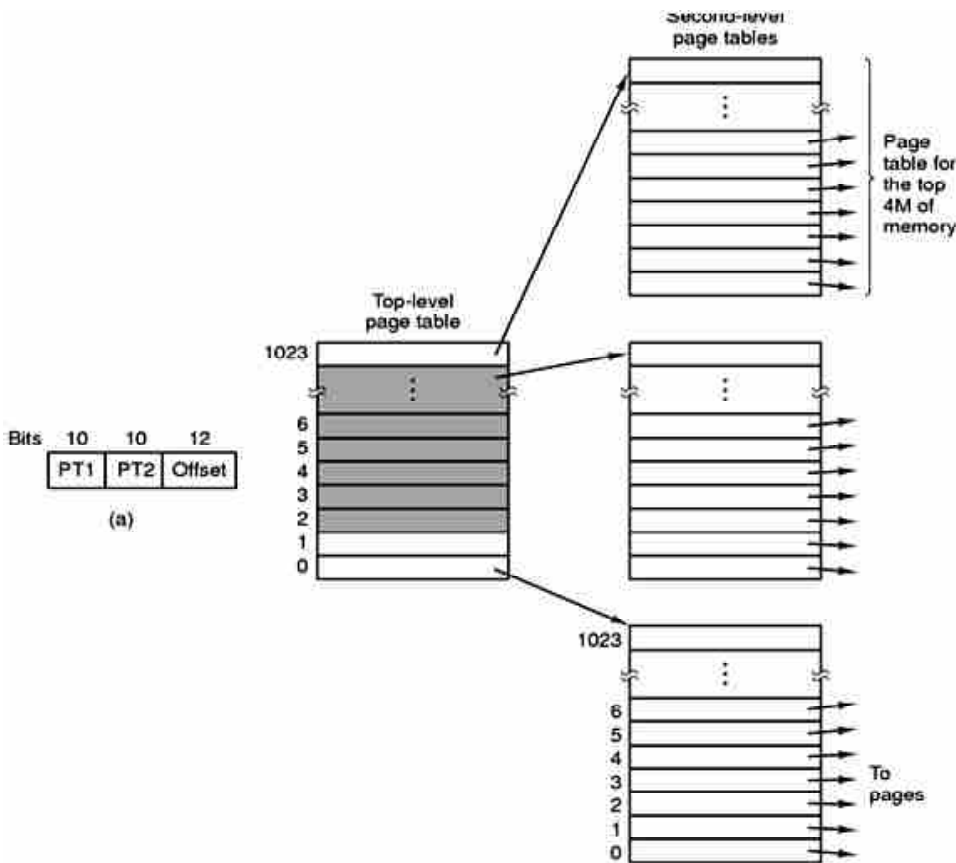 Second-level
page tables
Page
table for
the top
4M of
memory
Top-level
page table
1023
6
5
4
3
2
1
0
Bits 10 10 12
PT1 PT2 Offset
(a)
1023
6
5
4
3
2
1
0
To
pages